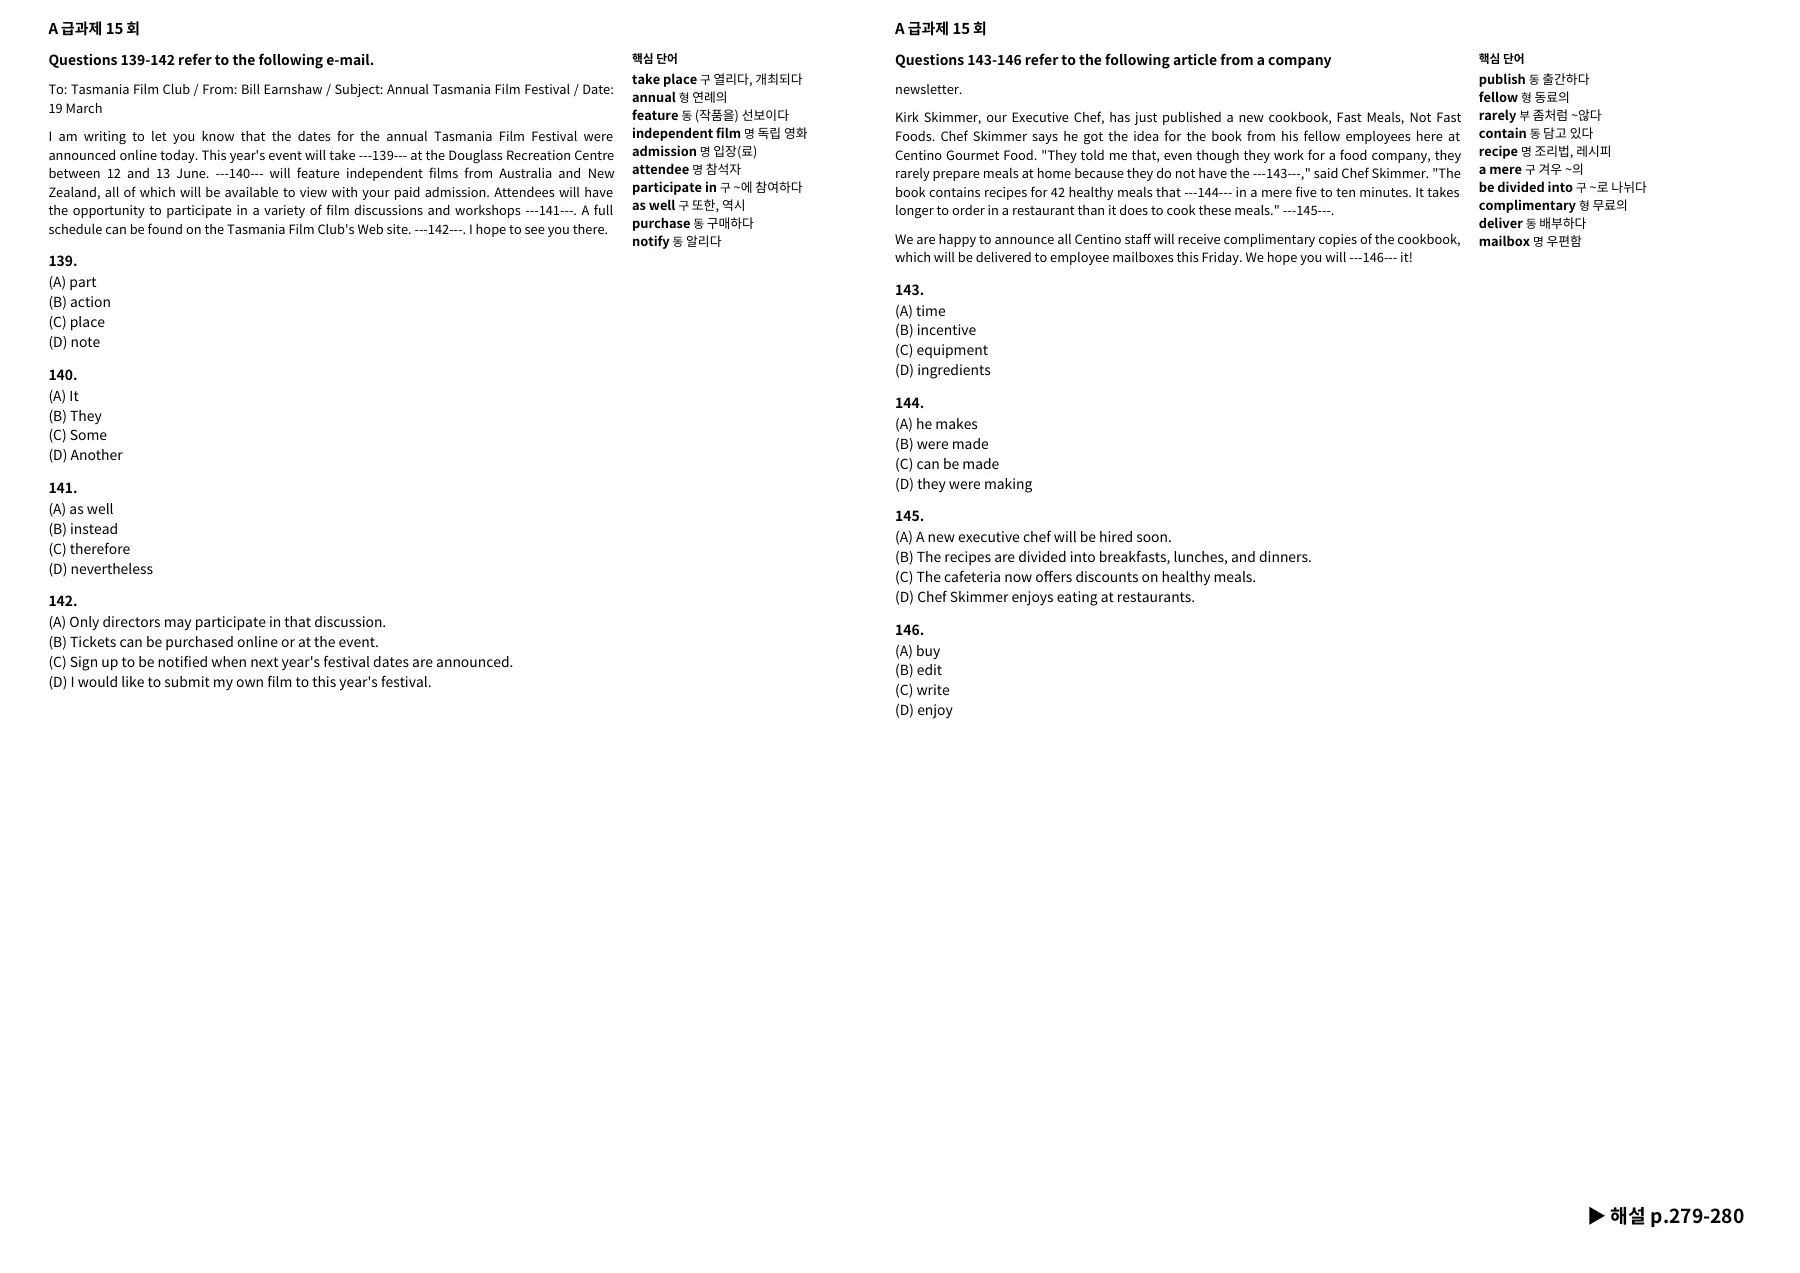 A 급과제 15 회
Questions 139-142 refer to the following e-mail.
To: Tasmania Film Club / From: Bill Earnshaw / Subject: Annual Tasmania Film Festival / Date:
19 March
I am writing to let you know that the dates for the annual Tasmania Film Festival were
announced online today. This year's event will take ---139--- at the Douglass Recreation Centre
between 12 and 13 June. ---140--- will feature independent films from Australia and New
Zealand, all of which will be available to view with your paid admission. Attendees will have
the opportunity to participate in a variety of film discussions and workshops ---141---. A full
schedule can be found on the Tasmania Film Club's Web site. ---142---. I hope to see you there.
139.
(A) part
(B) action
(C) place
(D) note
140.
(A) It
(B) They
(C) Some
(D) Another
141.
(A) as well
(B) instead
(C) therefore
(D) nevertheless
142.
(A) Only directors may participate in that discussion.
(B) Tickets can be purchased online or at the event.
(C) Sign up to be notified when next year's festival dates are announced.
(D) I would like to submit my own film to this year's festival.
핵심 단어
take place 구 열리다, 개최되다
annual 형 연례의
feature 동 (작품을) 선보이다
independent film 명 독립 영화
admission 명 입장(료)
attendee 명 참석자
participate in 구 ~에 참여하다
as well 구 또한, 역시
purchase 동 구매하다
notify 동 알리다
A 급과제 15 회
Questions 143-146 refer to the following article from a company
newsletter.
Kirk Skimmer, our Executive Chef, has just published a new cookbook, Fast Meals, Not Fast
Foods. Chef Skimmer says he got the idea for the book from his fellow employees here at
Centino Gourmet Food. "They told me that, even though they work for a food company, they
rarely prepare meals at home because they do not have the ---143---," said Chef Skimmer. "The
book contains recipes for 42 healthy meals that ---144--- in a mere five to ten minutes. It takes
longer to order in a restaurant than it does to cook these meals." ---145---.
We are happy to announce all Centino staff will receive complimentary copies of the cookbook,
which will be delivered to employee mailboxes this Friday. We hope you will ---146--- it!
143.
(A) time
(B) incentive
(C) equipment
(D) ingredients
144.
(A) he makes
(B) were made
(C) can be made
(D) they were making
145.
(A) A new executive chef will be hired soon.
(B) The recipes are divided into breakfasts, lunches, and dinners.
(C) The cafeteria now offers discounts on healthy meals.
(D) Chef Skimmer enjoys eating at restaurants.
146.
(A) buy
(B) edit
(C) write
(D) enjoy
핵심 단어
publish 동 출간하다
fellow 형 동료의
rarely 부 좀처럼 ~않다
contain 동 담고 있다
recipe 명 조리법, 레시피
a mere 구 겨우 ~의
be divided into 구 ~로 나뉘다
complimentary 형 무료의
deliver 동 배부하다
mailbox 명 우편함
▶ 해설 p.279-280